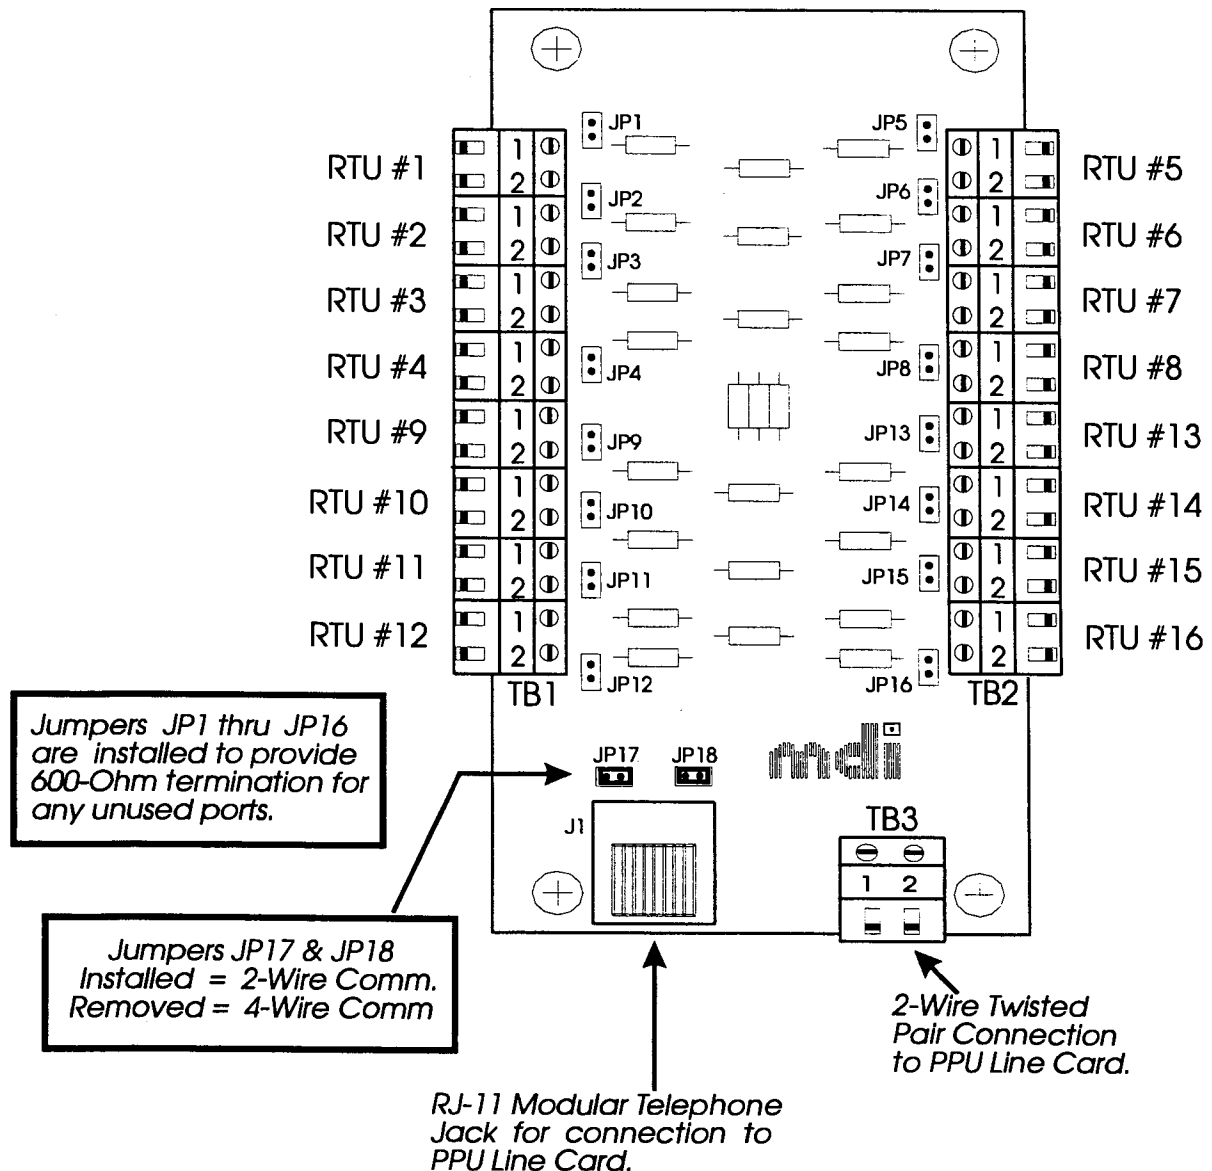 JP1
JP5
RTU #1
1
1
RTU #5
2
2
JP2
JP6
RTU #2
1
1
RTU #6
2
2
JP3
JP7
RTU #3
1
1
RTU #7
2
2
RTU #4
1
1
RTU #8
2
JP4
JP8
2
RTU #9
1
1
RTU #13
2
JP9
JP13
2
RTU #10
1
1
RTU #14
2
JP10
JP14
2
RTU #11
1
1
RTU #15
2
JP11
JP15
2
RTU #12
1
1
RTU #16
2
2
JP12
JP16
TB1
TB2
Jumpers JP1 thru JP16
are installed to provide
600-Ohm termination for
any unused ports.
JP17
JP18
mdi
J1
TB3
1 2
Jumpers JP17 & JP18
Installed = 2-Wire Comm.
Removed = 4-Wire Comm
2-Wire Twisted
Pair Connection
to PPU Line Card.
RJ-11 Modular Telephone
Jack for connection to
PPU Line Card.